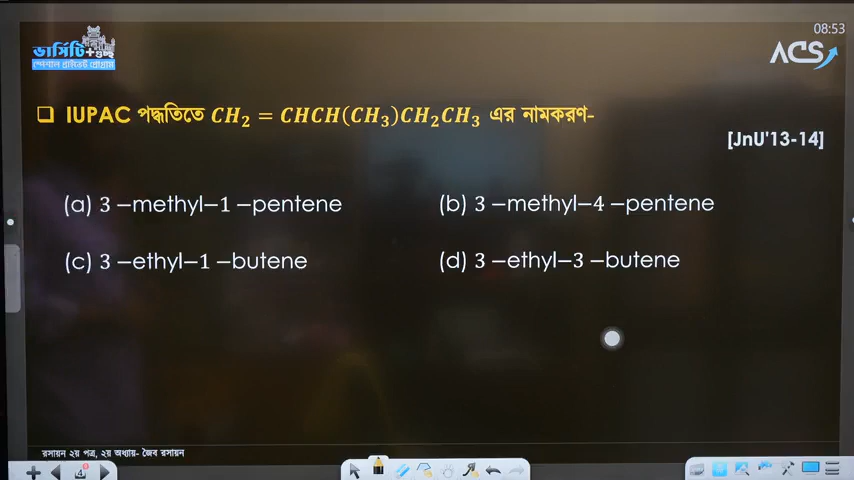 08:53
ভার্সিটি+গুচ্ছ
স্পেশাল প্রাইভেট প্রোগ্রাম
ACS
❑ IUPAC পদ্ধতিতে CH₂ = CHCH(CH₃)CH₂CH₃ এর নামকরণ-
[JnU'13-14]
(a) 3 –methyl–1 –pentene (b) 3 –methyl–4 –pentene
(c) 3 –ethyl–1 –butene (d) 3 –ethyl–3 –butene
রসায়ন ২য় পত্র, ২য় অধ্যায়- জৈব রসায়ন